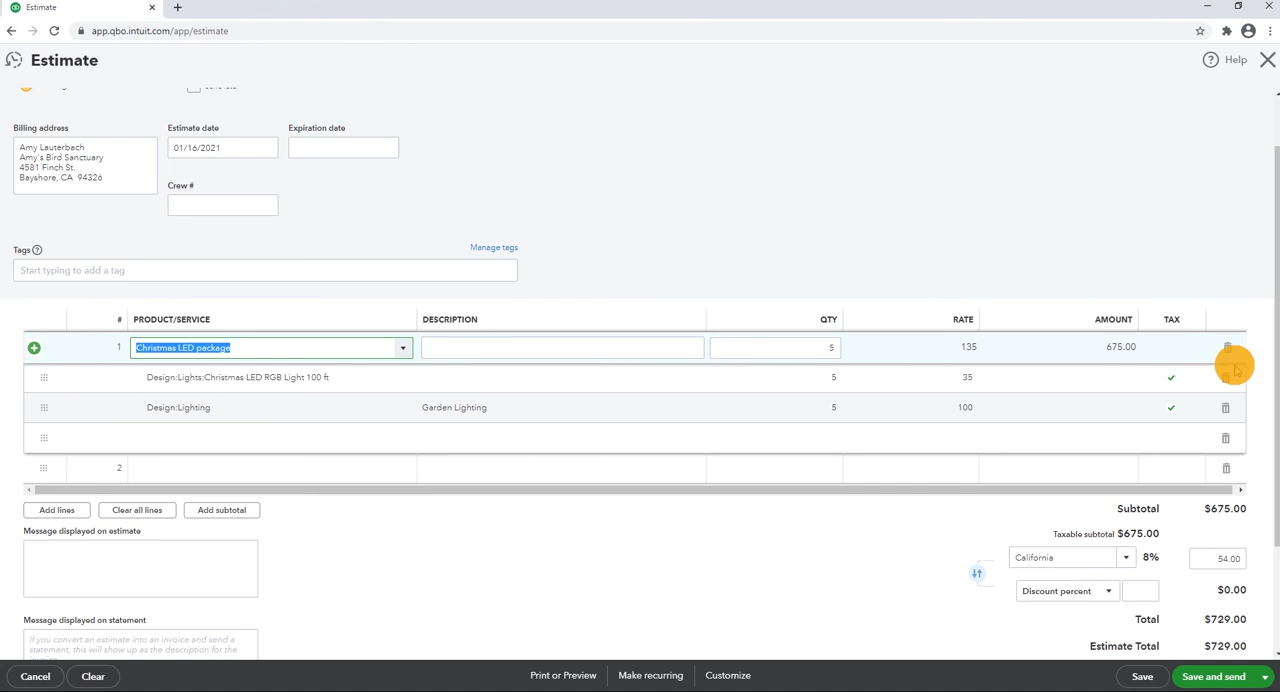 Estimate
app.qbo.intuit.com/app/estimate
Estimate
Help
Billing address
Estimate date
Expiration date
Amy Lauterbach
Amy's Bird Sanctuary
4581 Finch St.
Bayshore, CA 94326
01/16/2021
Crew #
Tags
Manage tags
Start typing to add a tag
# PRODUCT/SERVICE DESCRIPTION QTY RATE AMOUNT TAX
1 Christmas LED package 5 135 675.00
Design:Lights:Christmas LED RGB Light 100 ft 5 35
Design:Lighting Garden Lighting 5 100
2
Add lines Clear all lines Add subtotal
Subtotal $675.00
Message displayed on estimate
Taxable subtotal $675.00
California 8% 54.00
Discount percent $0.00
Message displayed on statement
Total $729.00
If you convert an estimate into an invoice and send a
statement, this will show up as the description for the
Estimate Total $729.00
Cancel Clear Print or Preview Make recurring Customize Save Save and send